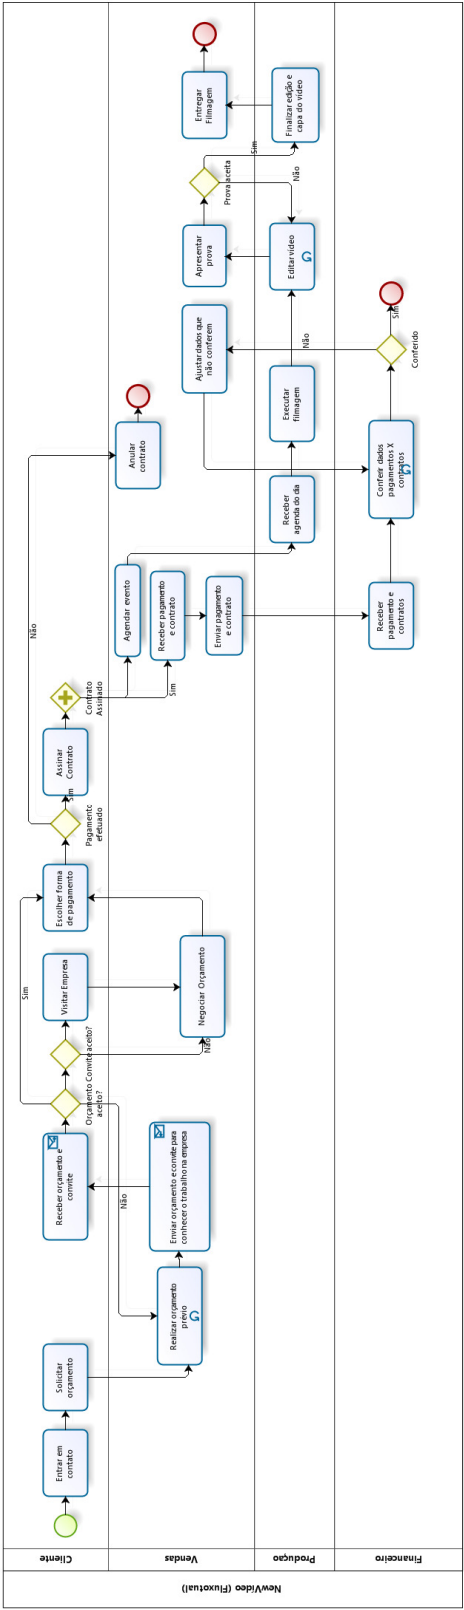 NewVideo (Fluxotual)
Cliente
Vendas
Produçao
Financeiro
Entrar em
contato
Solicitar
orçamento
Realizar orçamento
prévio
Enviar orçamento e convite para
conhecer o trabalho na empresa
Receber orçamento e
convite
Não
Orçamento
aceito?
Convite aceito?
Sim
Não
Visitar Empresa
Negociar Orçamento
Escolher forma
de pagamento
Pagamento
efetuado
Sim
Não
Assinar
Contrato
Contrato
Assinado
Sim
Anular
contrato
Agendar evento
Receber pagamento
e contrato
Enviar pagamento
e contrato
Receber
pagamento e
contratos
Conferir dados
pagamentos X
contratos
Conferido
Sim
Não
Ajustar dados que
não conferem
Receber
agenda do dia
Executar
filmagem
Editar vídeo
Apresentar
prova
Prova aceita
Não
Sim
Finalizar edição e
capa do vídeo
Entregar
Filmagem